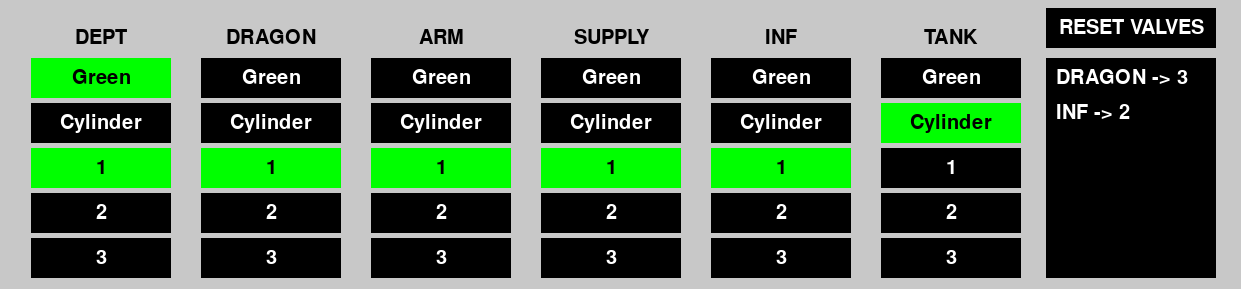 DEPT DRAGON ARM SUPPLY INF TANK RESET VALVES
Green Green Green Green Green Green DRAGON -> 3
Cylinder Cylinder Cylinder Cylinder Cylinder Cylinder INF -> 2
1 1 1 1 1 1
2 2 2 2 2 2
3 3 3 3 3 3